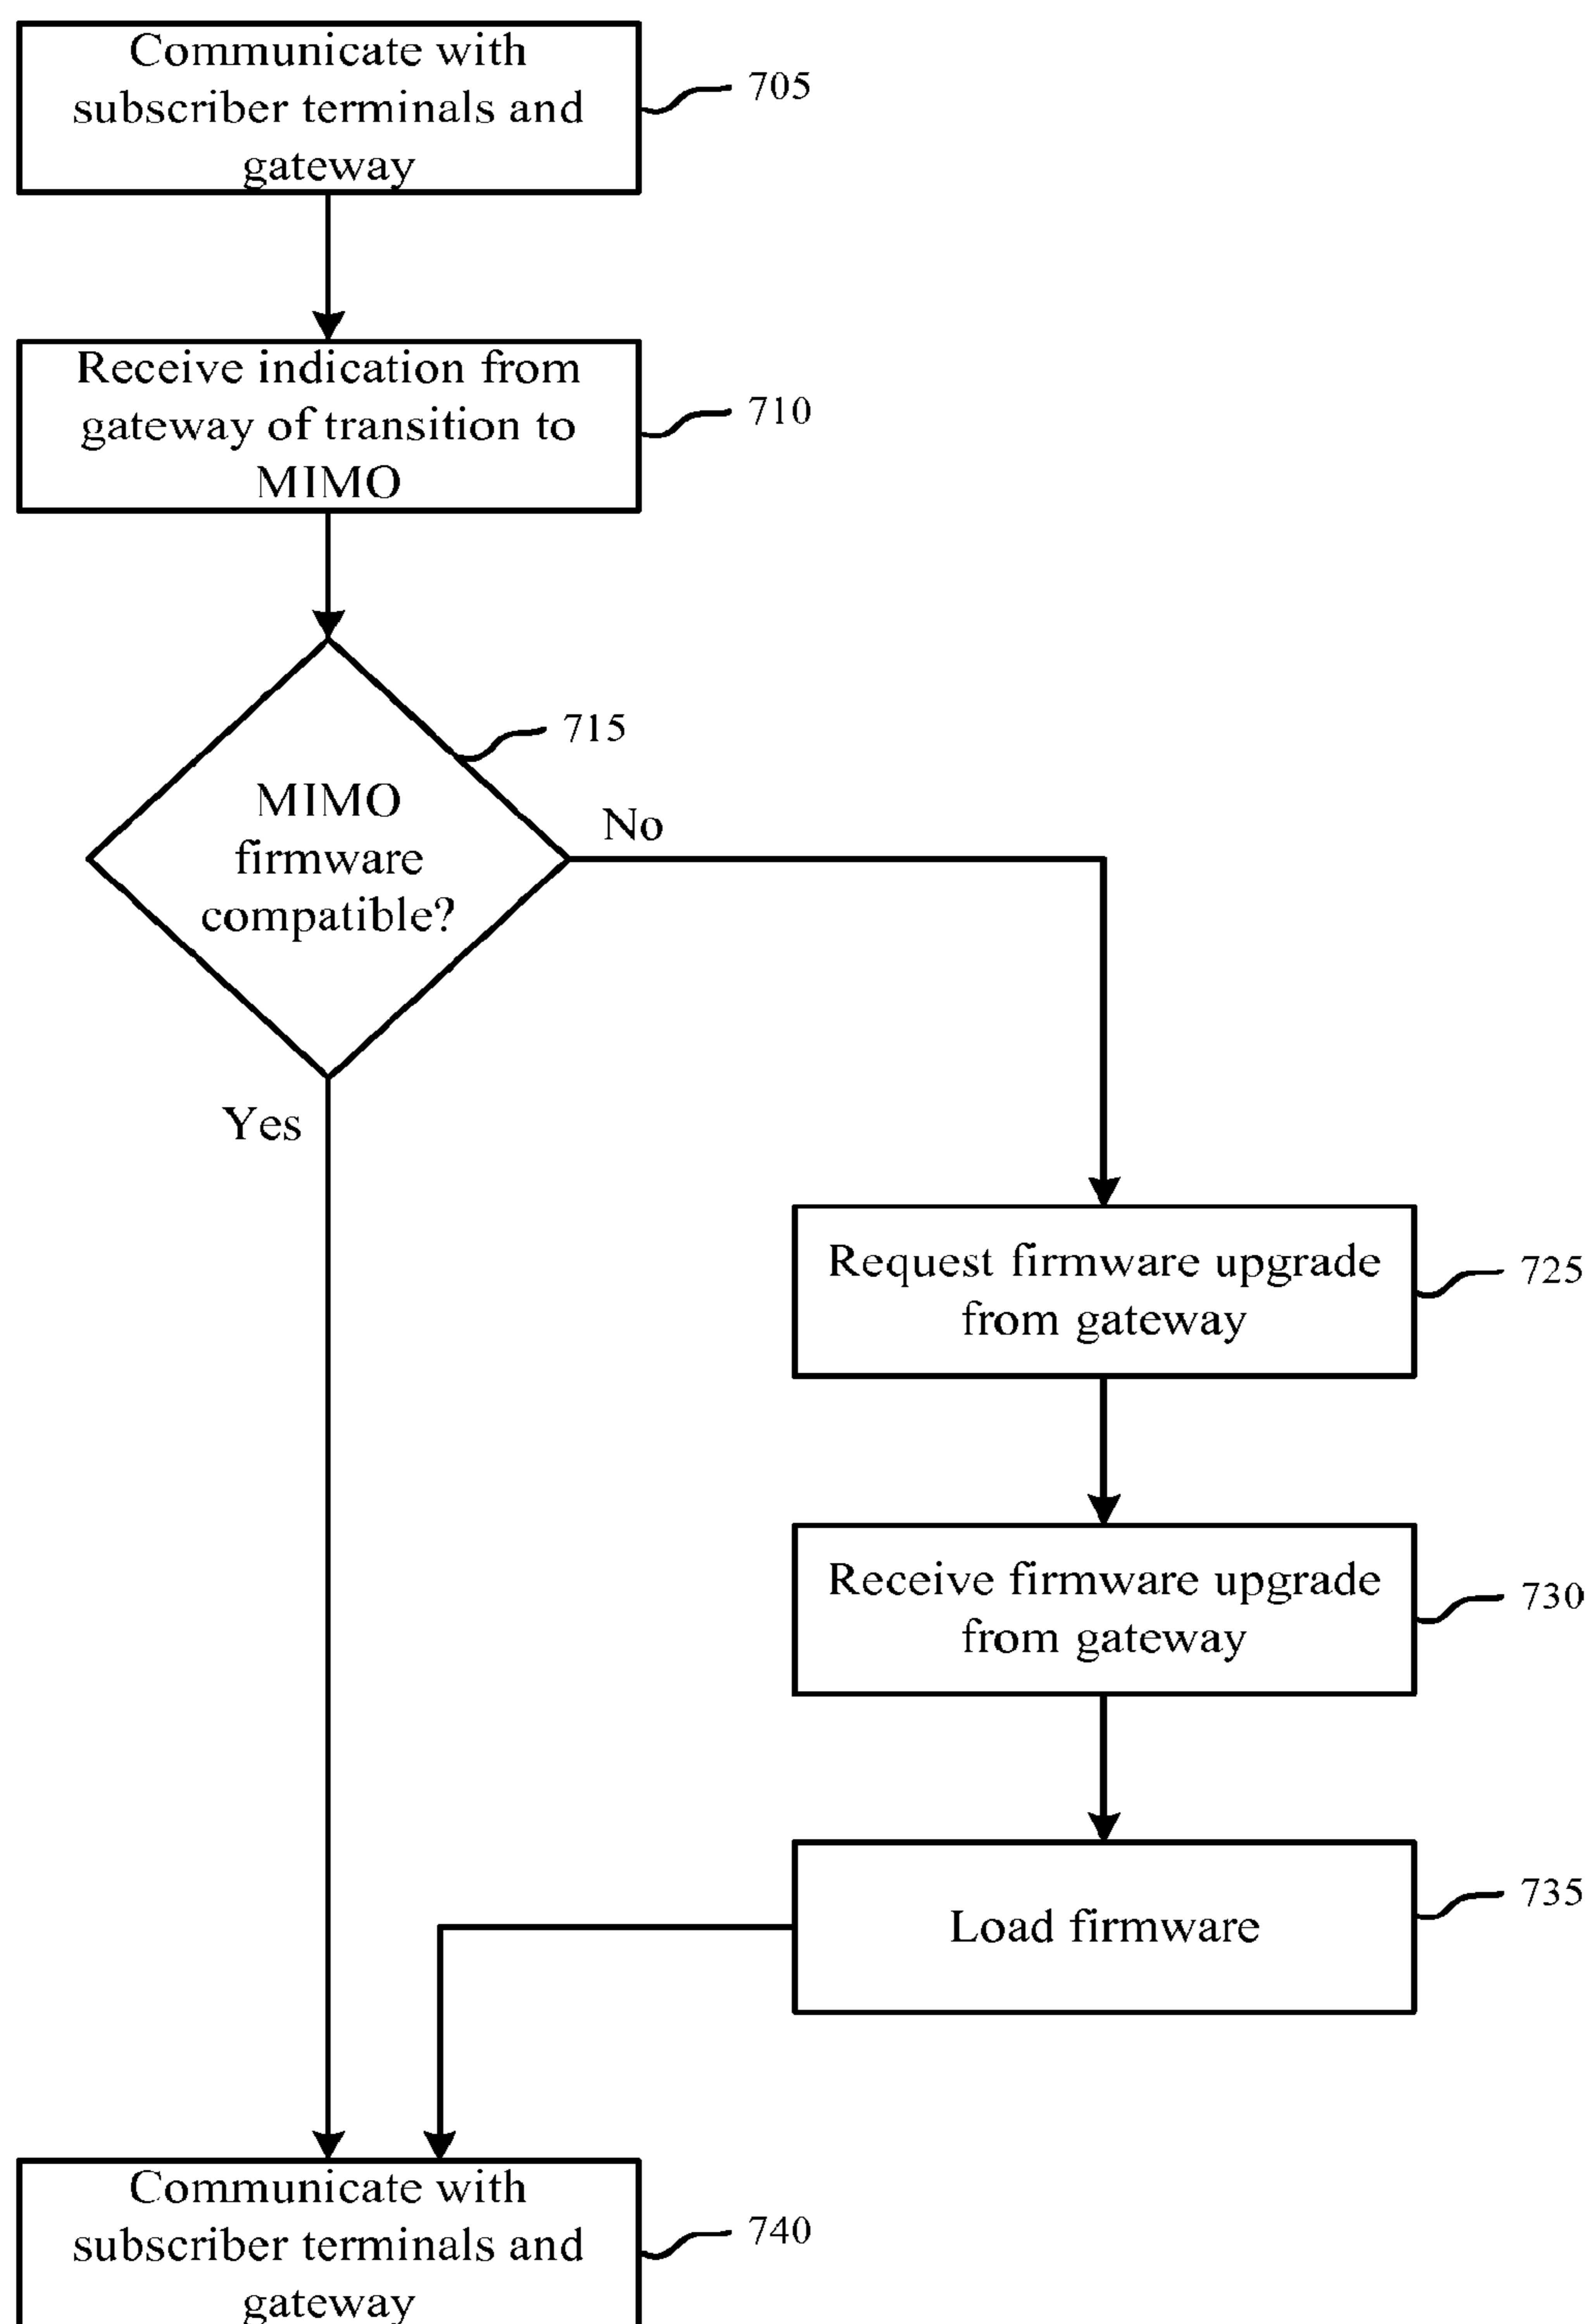 Communicate with
subscriber terminals and
gateway
705
Receive indication from
gateway of transition to
MIMO
710
715
MIMO
firmware
compatible?
No
Yes
Request firmware upgrade
from gateway
725
Receive firmware upgrade
from gateway
730
Load firmware
735
Communicate with
subscriber terminals and
gateway
740